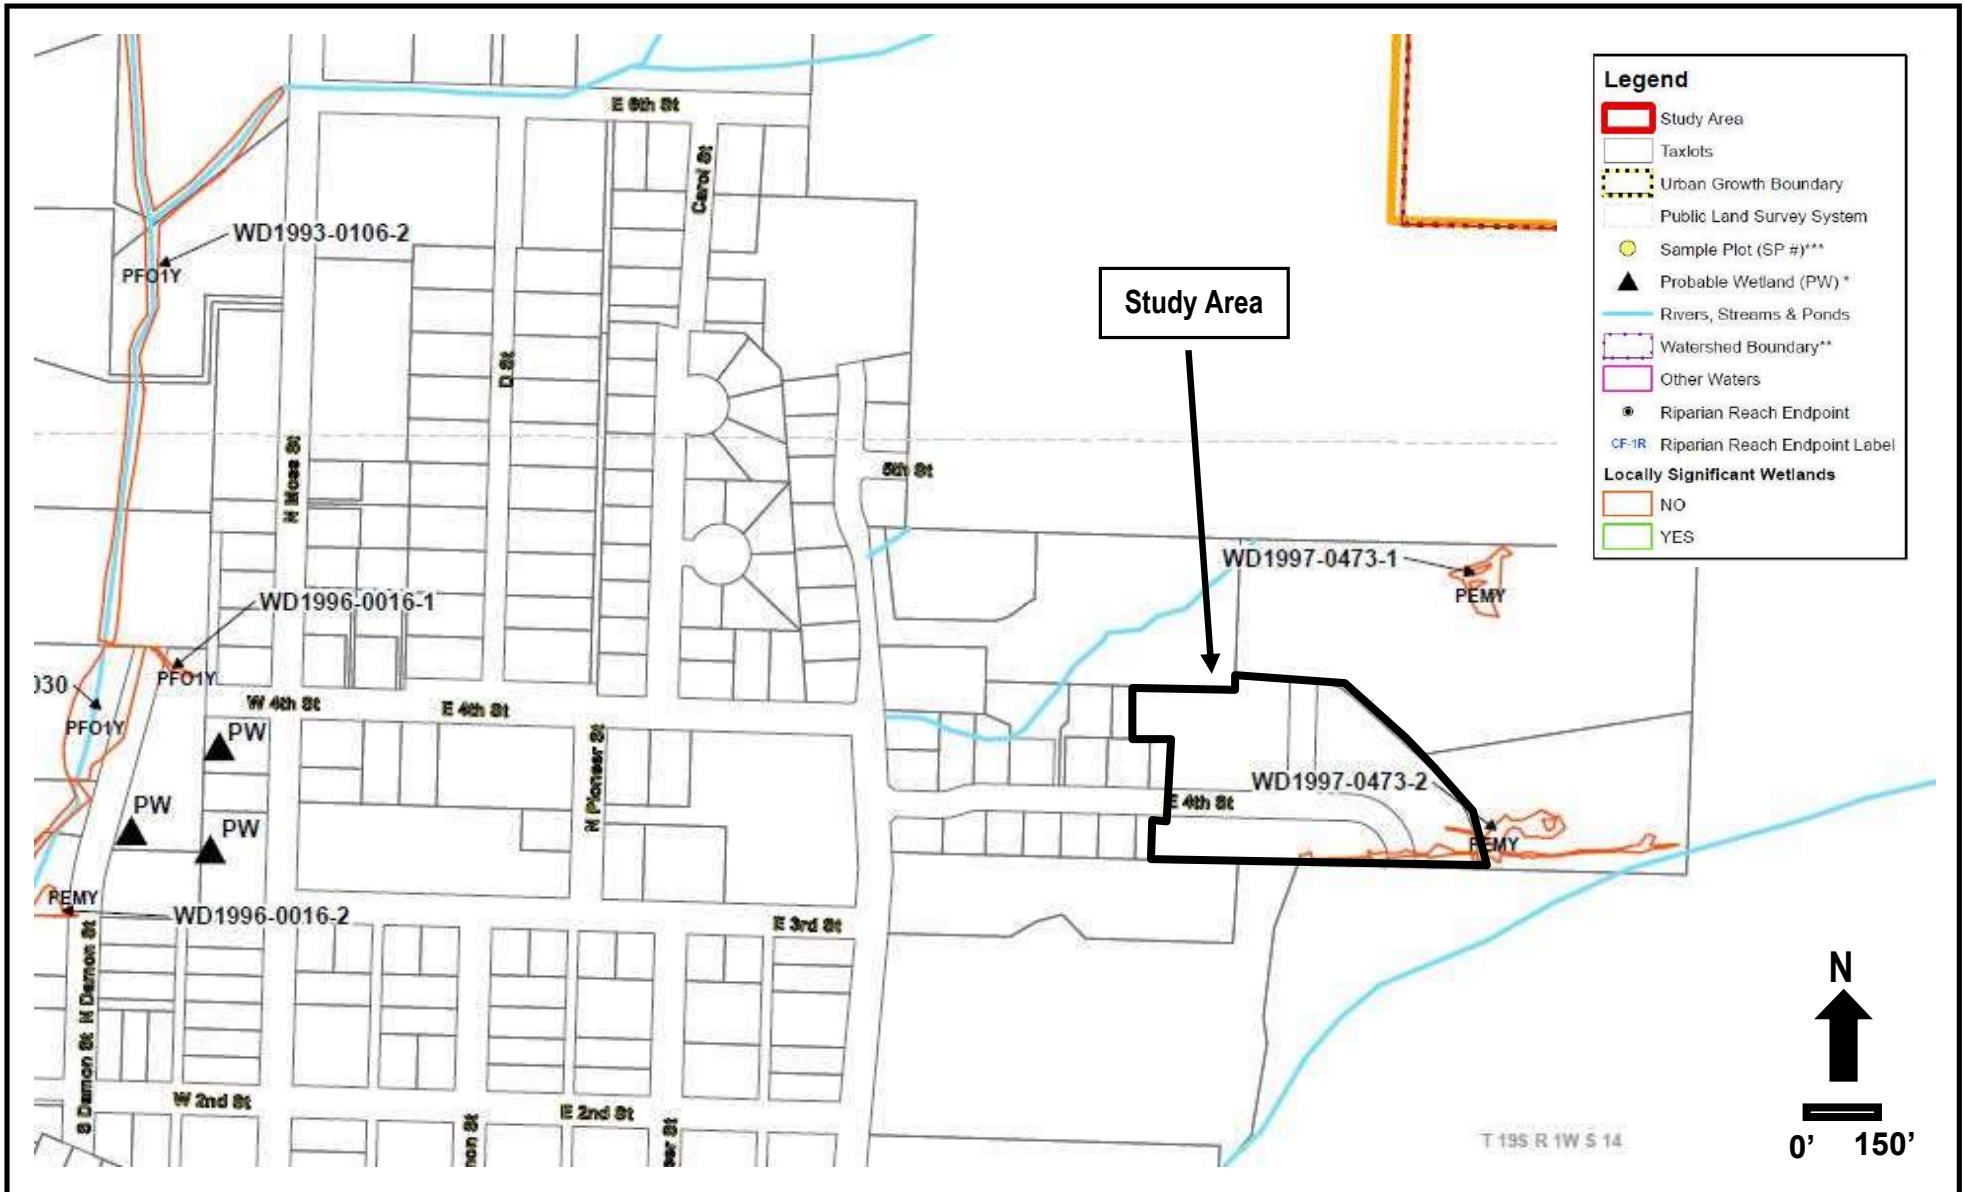 E 6th St
Carol St
WD1993-0106-2
PFO1Y
D St
N Moss St
5th St
Study Area
WD1997-0473-1
PEMY
WD1996-0016-1
PFO1Y
030
PFO1Y
W 4th St
E 4th St
N Pioneer St
PW
PW
PW
WD1997-0473-2
E 4th St
PEMY
PEMY
WD1996-0016-2
E 3rd St
N Damon St
S Damon St
W 2nd St
E 2nd St
mon St
eer St
T 19S R 1W S 14
Legend
Study Area
Taxlots
Urban Growth Boundary
Public Land Survey System
Sample Plot (SP #)***
Probable Wetland (PW) *
Rivers, Streams & Ponds
Watershed Boundary**
Other Waters
Riparian Reach Endpoint
CF-1R Riparian Reach Endpoint Label
Locally Significant Wetlands
NO
YES
N
0’ 150’